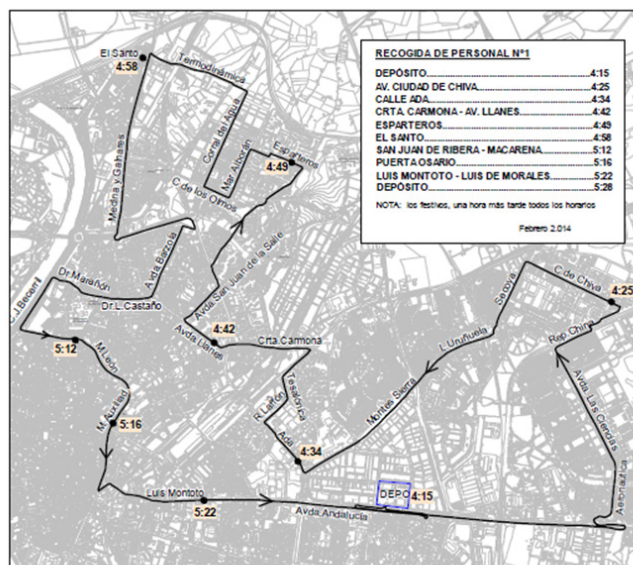 RECOGIDA DE PERSONAL Nº1
DEPÓSITO...............4:15
AV. CIUDAD DE CHIVA...............4:25
CALLE ADA...............4:34
CRTA. CARMONA - AV. LLANES...............4:42
ESPARTEROS...............4:49
EL SANTO...............4:58
SAN JUAN DE RIBERA - MACARENA...............5:12
PUERTA OSARIO...............5:16
LUIS MONTOTO - LUIS DE MORALES...............5:22
DEPÓSITO...............5:28
NOTA: los festivos, una hora más tarde todos los horarios
Febrero 2.014
El Santo
4:58
Termodinámica
Corral del Agua
Mar Alborán
Esparteros
4:49
C.de los Olmos
Medina y Galnares
Avda Barzola
Dr.Marañón
Dr.L.Castaño
C.J.Becerril
5:12
M.León
M.Auxiliad
5:16
Luis Montoto
5:22
Avda San Juan de la Salle
Avda Llanes
4:42
Crta.Carmona
Tesalónica
R. Laffón
Ada
4:34
Montes Sierra
L.Uruñuela
Secoya
C.de Chiva
4:25
Rep.China
Avda. Las Ciencias
Aeronautica
DEPO
4:15
Avda Andalucía